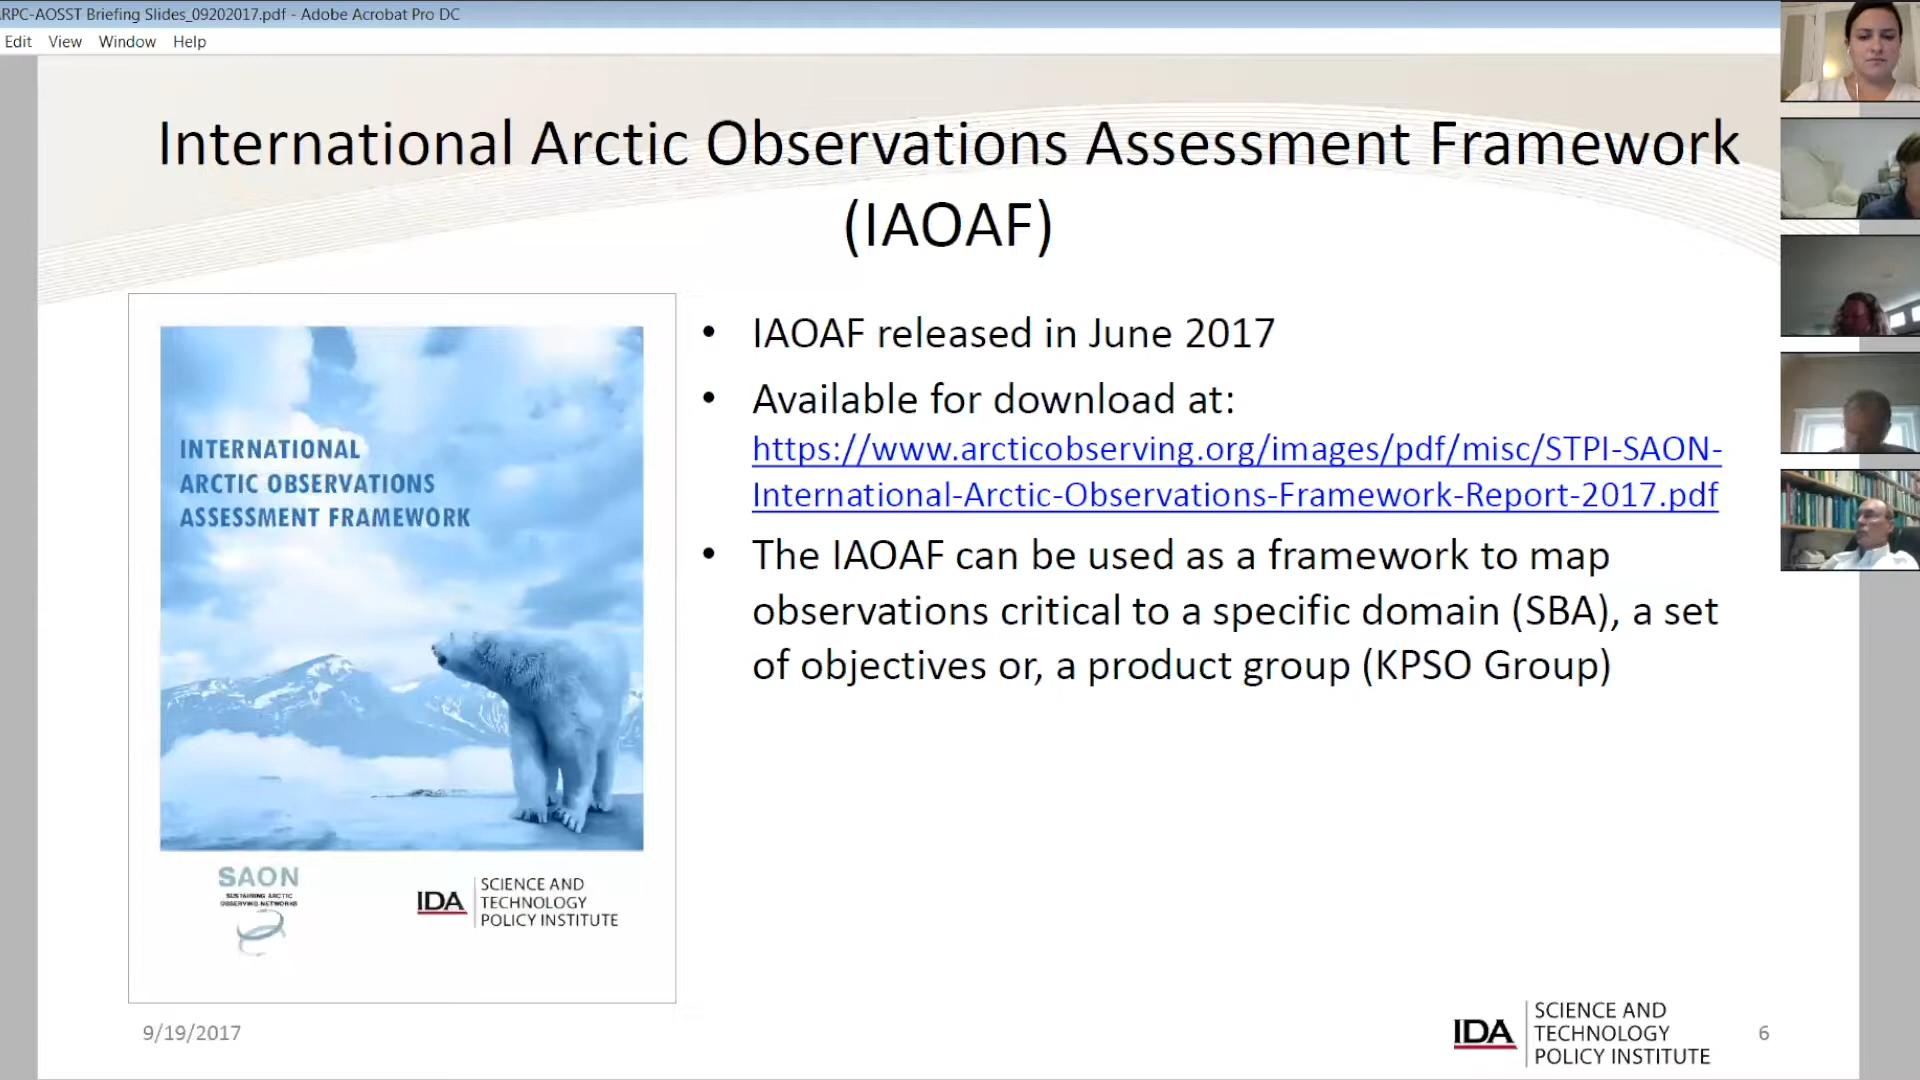 RPC-AOSST Briefing Slides_09202017.pdf - Adobe Acrobat Pro DC
Edit View Window Help
International Arctic Observations Assessment Framework
(IAOAF)
INTERNATIONAL
ARCTIC OBSERVATIONS
ASSESSMENT FRAMEWORK
SAON
SUSTAINING ARCTIC
OBSERVING NETWORKS
IDA
SCIENCE AND
TECHNOLOGY
POLICY INSTITUTE
• IAOAF released in June 2017
• Available for download at:
https://www.arcticobserving.org/images/pdf/misc/STPI-SAON-
International-Arctic-Observations-Framework-Report-2017.pdf
• The IAOAF can be used as a framework to map
observations critical to a specific domain (SBA), a set
of objectives or, a product group (KPSO Group)
9/19/2017
IDA
SCIENCE AND
TECHNOLOGY
POLICY INSTITUTE
6